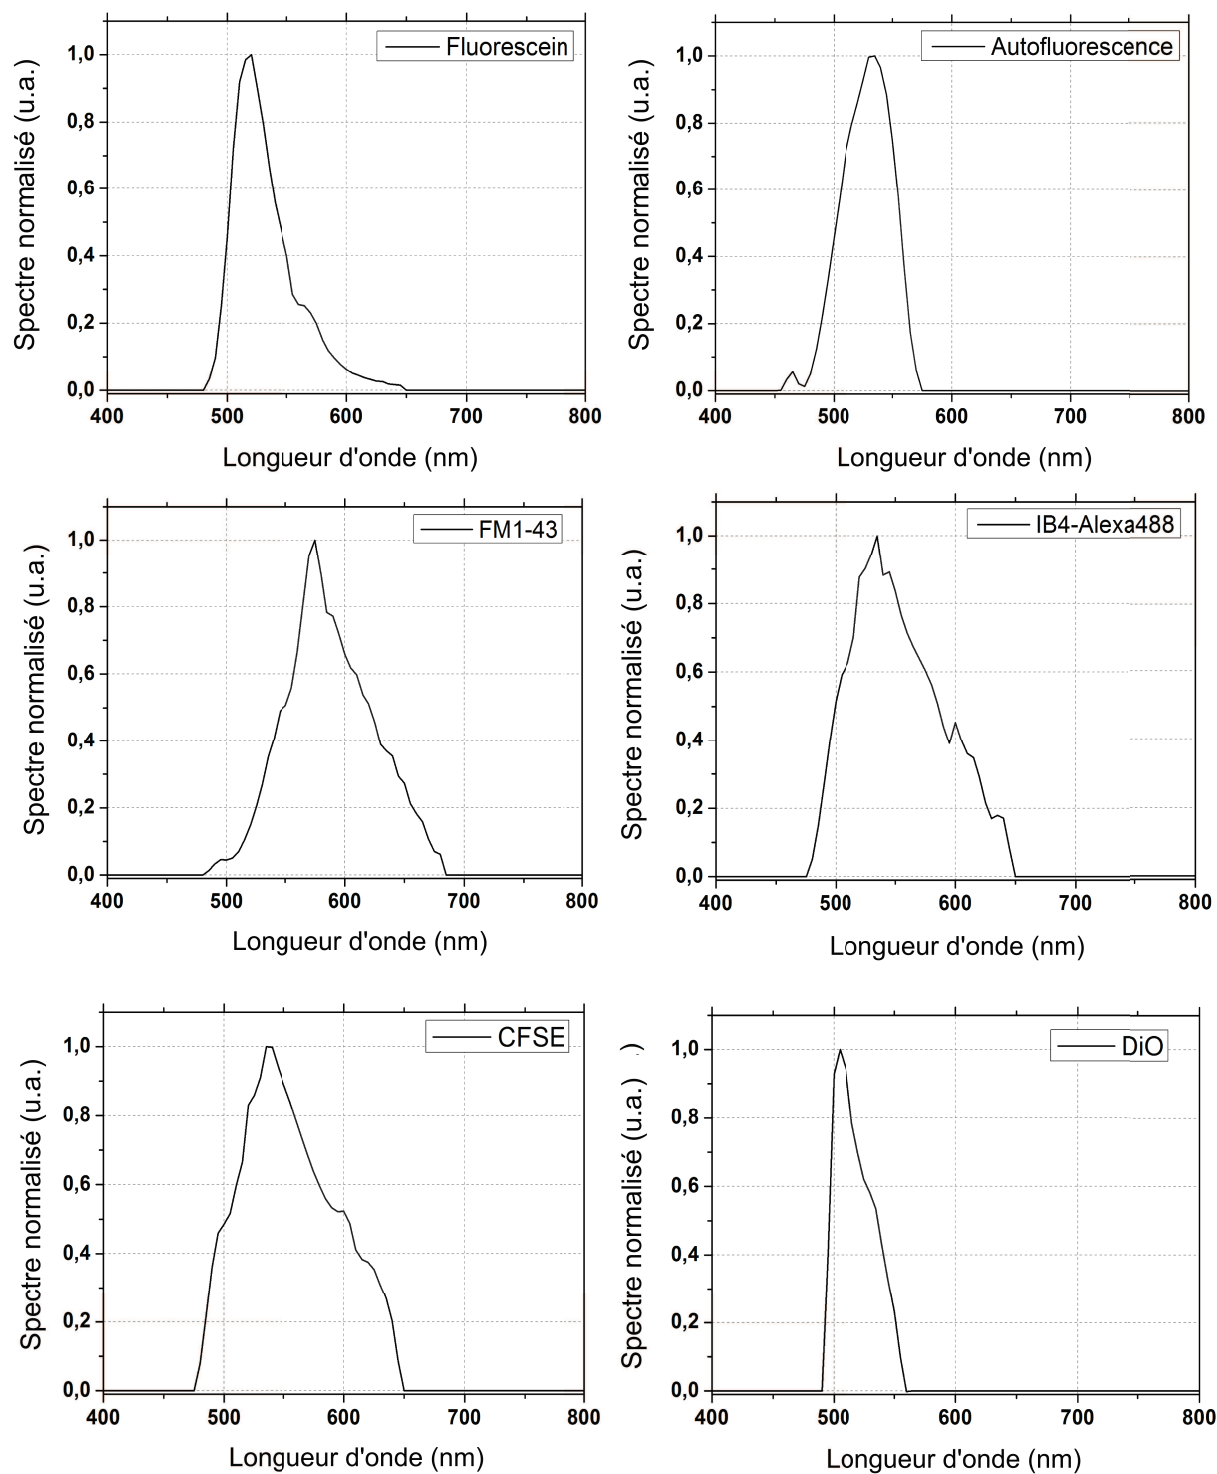 Fluorescein
Spectre normalisé (u.a.)
1,0
0,8
0,6
0,4
0,2
0,0
400 500 600 700 800
Longueur d'onde (nm)
Autofluorescence
Spectre normalisé (u.a.)
1,0
0,8
0,6
0,4
0,2
0,0
400 500 600 700 800
Longueur d'onde (nm)
FM1-43
Spectre normalisé (u.a.)
1,0
0,8
0,6
0,4
0,2
0,0
400 500 600 700 800
Longueur d'onde (nm)
IB4-Alexa488
Spectre normalisé (u.a.)
1,0
0,8
0,6
0,4
0,2
0,0
400 500 600 700 800
Longueur d'onde (nm)
CFSE
Spectre normalisé (u.a.)
1,0
0,8
0,6
0,4
0,2
0,0
400 500 600 700 800
Longueur d'onde (nm)
DiO
Spectre normalisé (u.a.) )
1,0
0,8
0,6
0,4
0,2
0,0
400 500 600 700 800
Longueur d'onde (nm)